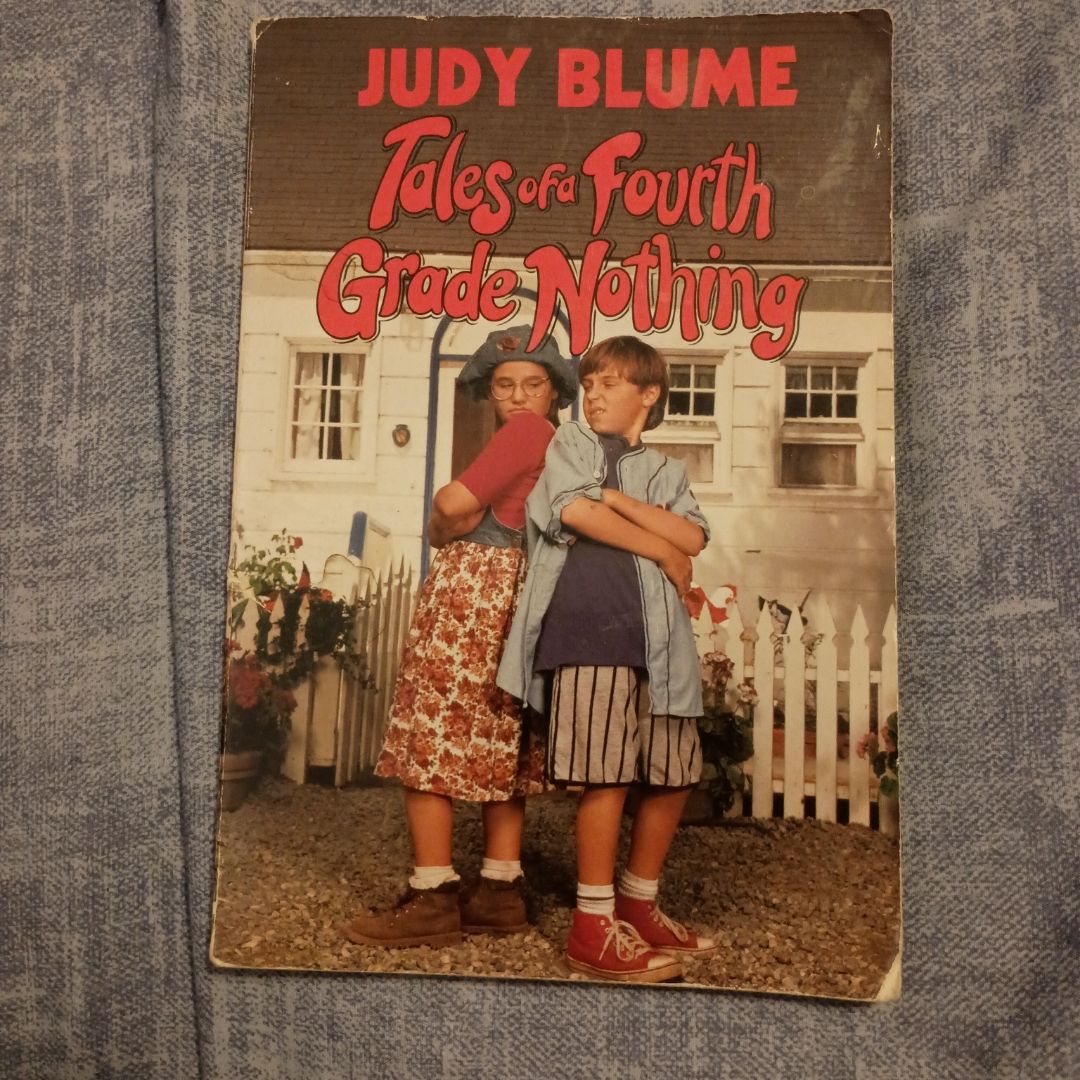 JUDY BLUME
Tales of a Fourth
Grade Nothing